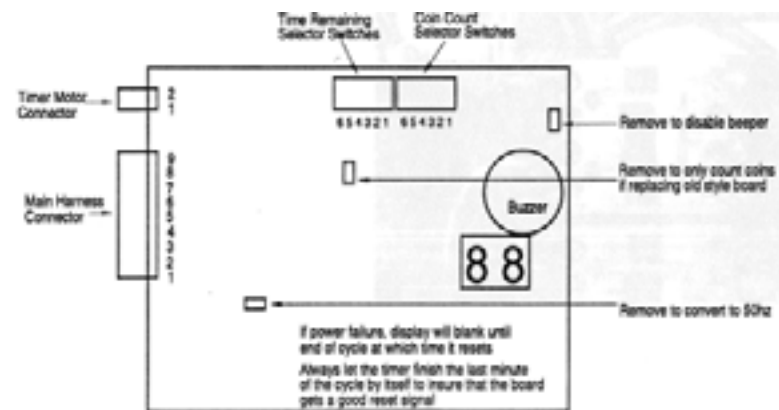 Time Remaining
Selector Switches
Coin Count
Selector Switches
Timer Motor
Connector
2
1
6 5 4 3 2 1
6 5 4 3 2 1
Remove to disable beeper
Remove to only count coins
if replacing old style board
Main Harness
Connector
9
8
7
6
5
4
3
2
1
Buzzer
88
Remove to convert to 50hz
If power failure, display will blank until
end of cycle at which time it resets
Always let the timer finish the last minute
of the cycle by itself to insure that the board
gets a good reset signal